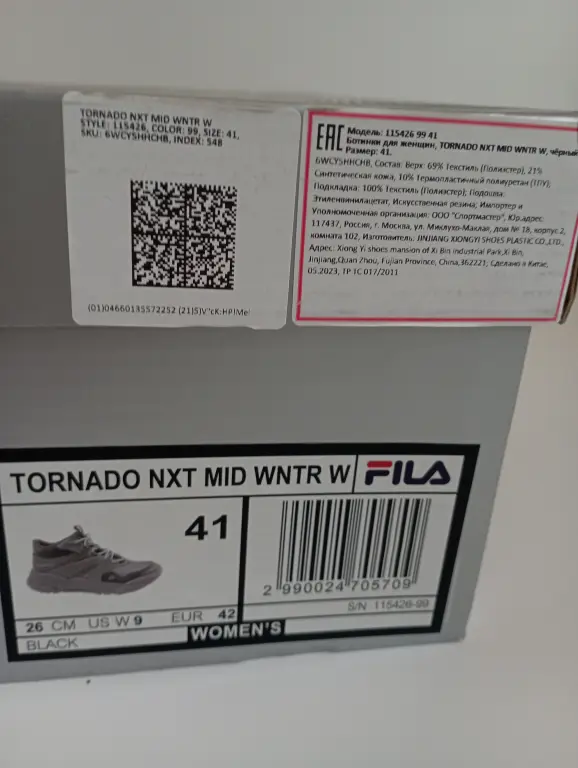 TORNADO NXT MID WNTR W
STYLE: 115426, COLOR: 99, SIZE: 41,
SKU: 6WCY5HHCHB, INDEX: 548
(01)04660135572252 (21)5)V"cK:HP!Me
EAC
Модель: 115426 99 41
Ботинки для женщин, TORNADO NXT MID WNTR W, чёрный
Размер: 41.
6WCY5HHCHB, Состав: Верх: 69% Текстиль (Полиэстер), 21%
Синтетическая кожа, 10% Термопластичный полиуретан (ТПУ);
Подкладка: 100% Текстиль (Полиэстер); Подошва:
Этиленвинилацетат, Искусственная резина; Импортер и
Уполномоченная организация: ООО "Спортмастер", Юр.адрес:
117437, Россия, г. Москва, ул. Миклухо-Маклая, дом № 18, корпус 2,
комната 102, Изготовитель: JINJIANG XIONGYI SHOES PLASTIC CO.,LTD.,
Адрес: Xiong Yi shoes mansion of Xi Bin industrial Park,Xi Bin,
Jinjiang,Quan Zhou, Fujian Province, China,362221; Сделано в Китае,
05.2023, ТР ТС 017/2011
TORNADO NXT MID WNTR W
FILA
41
2 990024 705709
S/N 115426-99
26 CM US W 9 EUR 42
BLACK
WOMEN'S